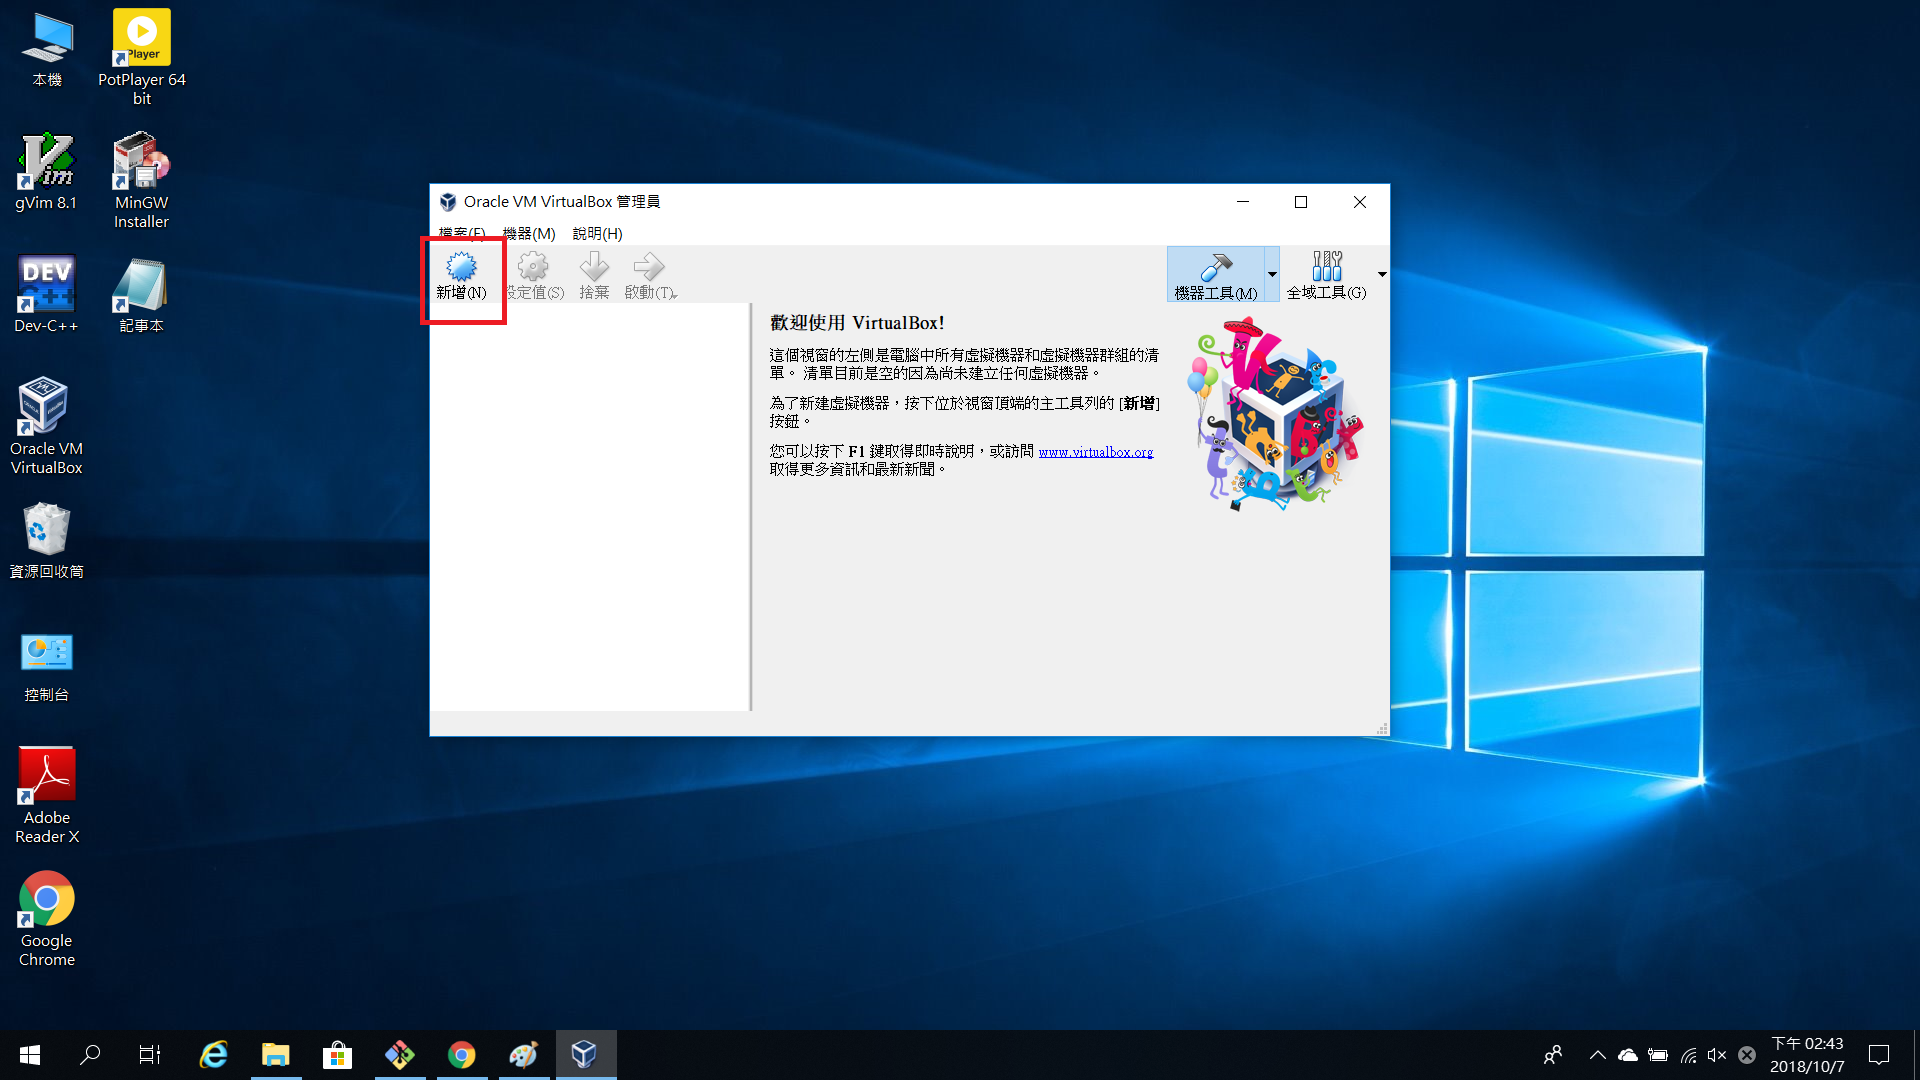 本機
Player
PotPlayer 64
bit
gVim 8.1
MinGW
Installer
DEV
C++
Dev-C++
記事本
Oracle VM
VirtualBox
資源回收筒
控制台
Adobe
Reader X
Google
Chrome
Oracle VM VirtualBox 管理員
檔案(F)
機器(M)
說明(H)
新增(N)
設定值(S)
捨棄
啟動(T)
機器工具(M)
全域工具(G)
歡迎使用 VirtualBox!
這個視窗的左側是電腦中所有虛擬機器和虛擬機器群組的清
單。 清單目前是空的因為尚未建立任何虛擬機器。
為了新建虛擬機器，按下位於視窗頂端的主工具列的 [新增]
按鈕。
您可以按下 F1 鍵取得即時說明，或訪問 www.virtualbox.org
取得更多資訊和最新新聞。
下午 02:43
2018/10/7